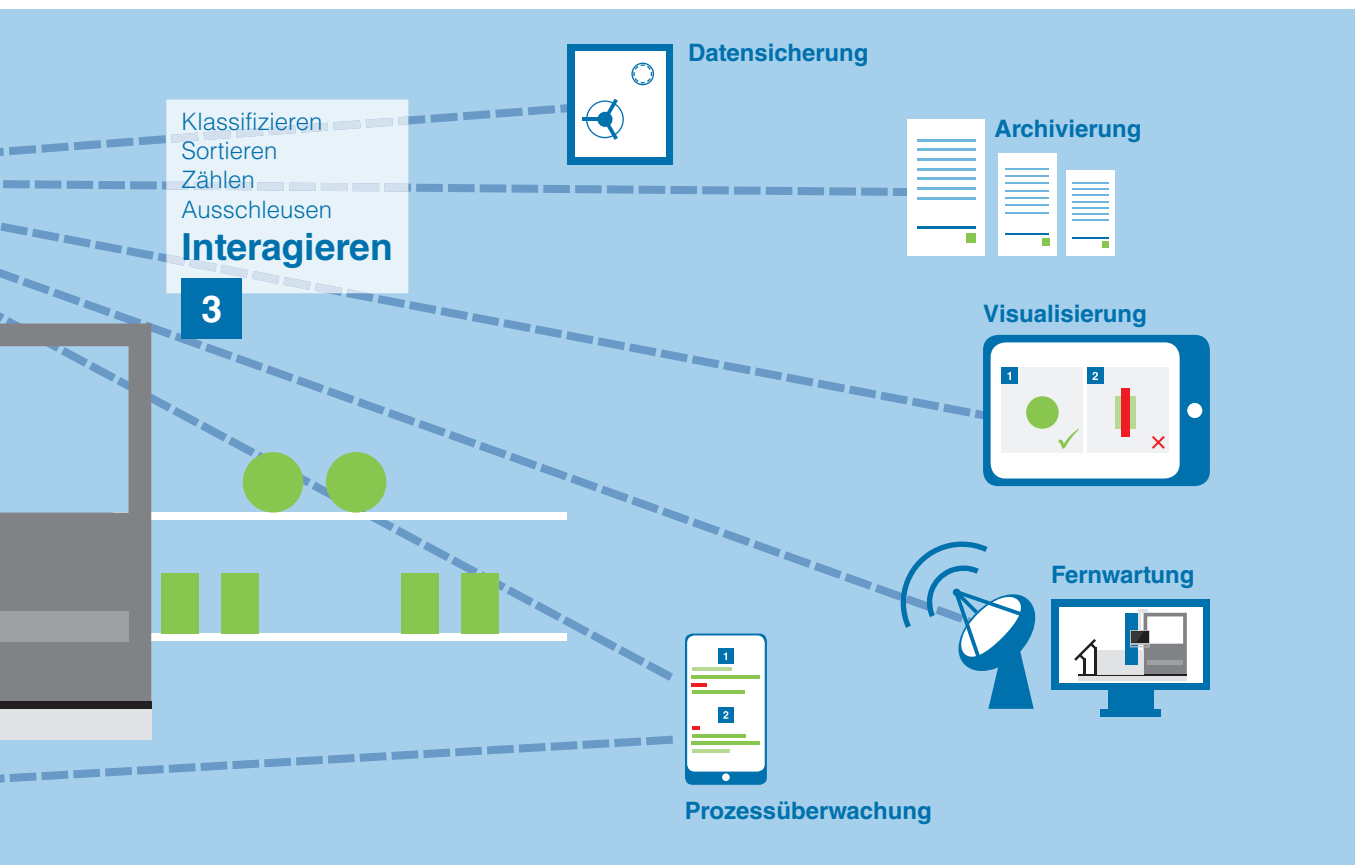 Datensicherung
Klassifizieren
Sortieren
Zählen
Ausschleusen
Interagieren
3
Archivierung
Visualisierung
1
2
Fernwartung
1
2
Prozessüberwachung